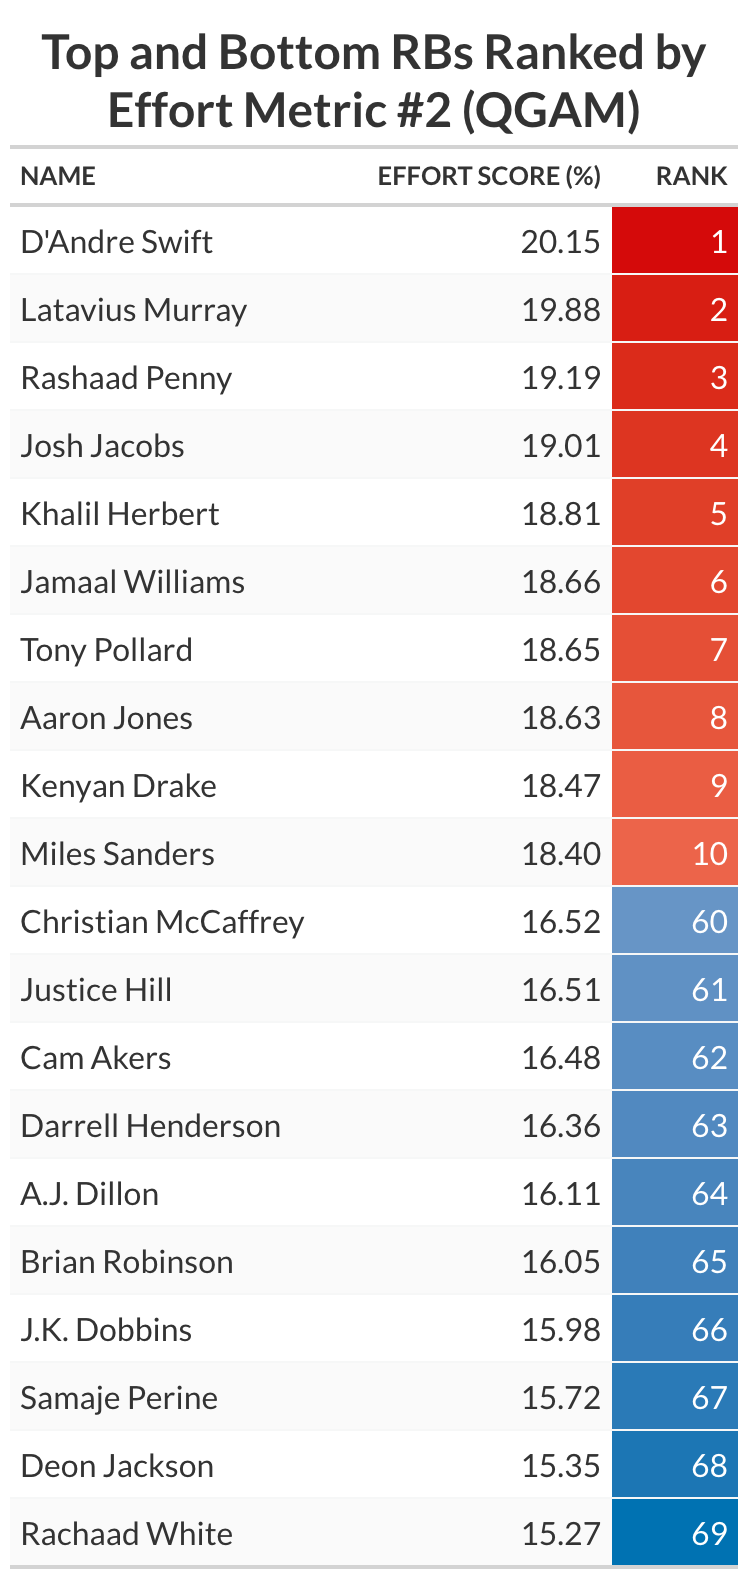 Top and Bottom RBs Ranked by
Effort Metric #2 (QGAM)
NAME EFFORT SCORE (%) RANK
D'Andre Swift 20.15 1
Latavius Murray 19.88 2
Rashaad Penny 19.19 3
Josh Jacobs 19.01 4
Khalil Herbert 18.81 5
Jamaal Williams 18.66 6
Tony Pollard 18.65 7
Aaron Jones 18.63 8
Kenyan Drake 18.47 9
Miles Sanders 18.40 10
Christian McCaffrey 16.52 60
Justice Hill 16.51 61
Cam Akers 16.48 62
Darrell Henderson 16.36 63
A.J. Dillon 16.11 64
Brian Robinson 16.05 65
J.K. Dobbins 15.98 66
Samaje Perine 15.72 67
Deon Jackson 15.35 68
Rachaad White 15.27 69